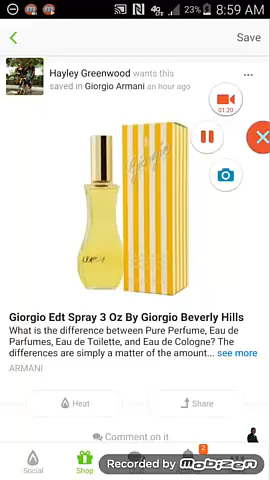 4G LTE 23% 8:59 AM
Save
Hayley Greenwood wants this
saved in Giorgio Armani an hour ago
01:20
Giorgio
Giorgio Edt Spray 3 Oz By Giorgio Beverly Hills
What is the difference between Pure Perfume, Eau de
Parfumes, Eau de Toilette, and Eau de Cologne? The
differences are simply a matter of the amount... see more
ARMANI
Heat
Share
Comment on it
2
Social
Shop
Recorded by Mobizen